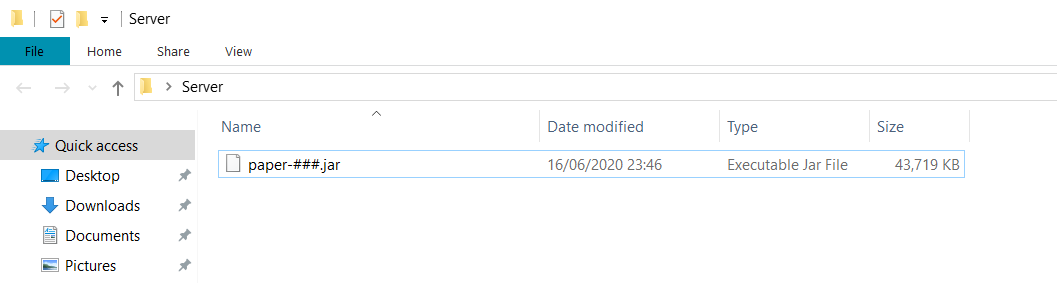 Server
File Home Share View
Server
Name Date modified Type Size
Quick access
paper-###.jar 16/06/2020 23:46 Executable Jar File 43,719 KB
Desktop
Downloads
Documents
Pictures